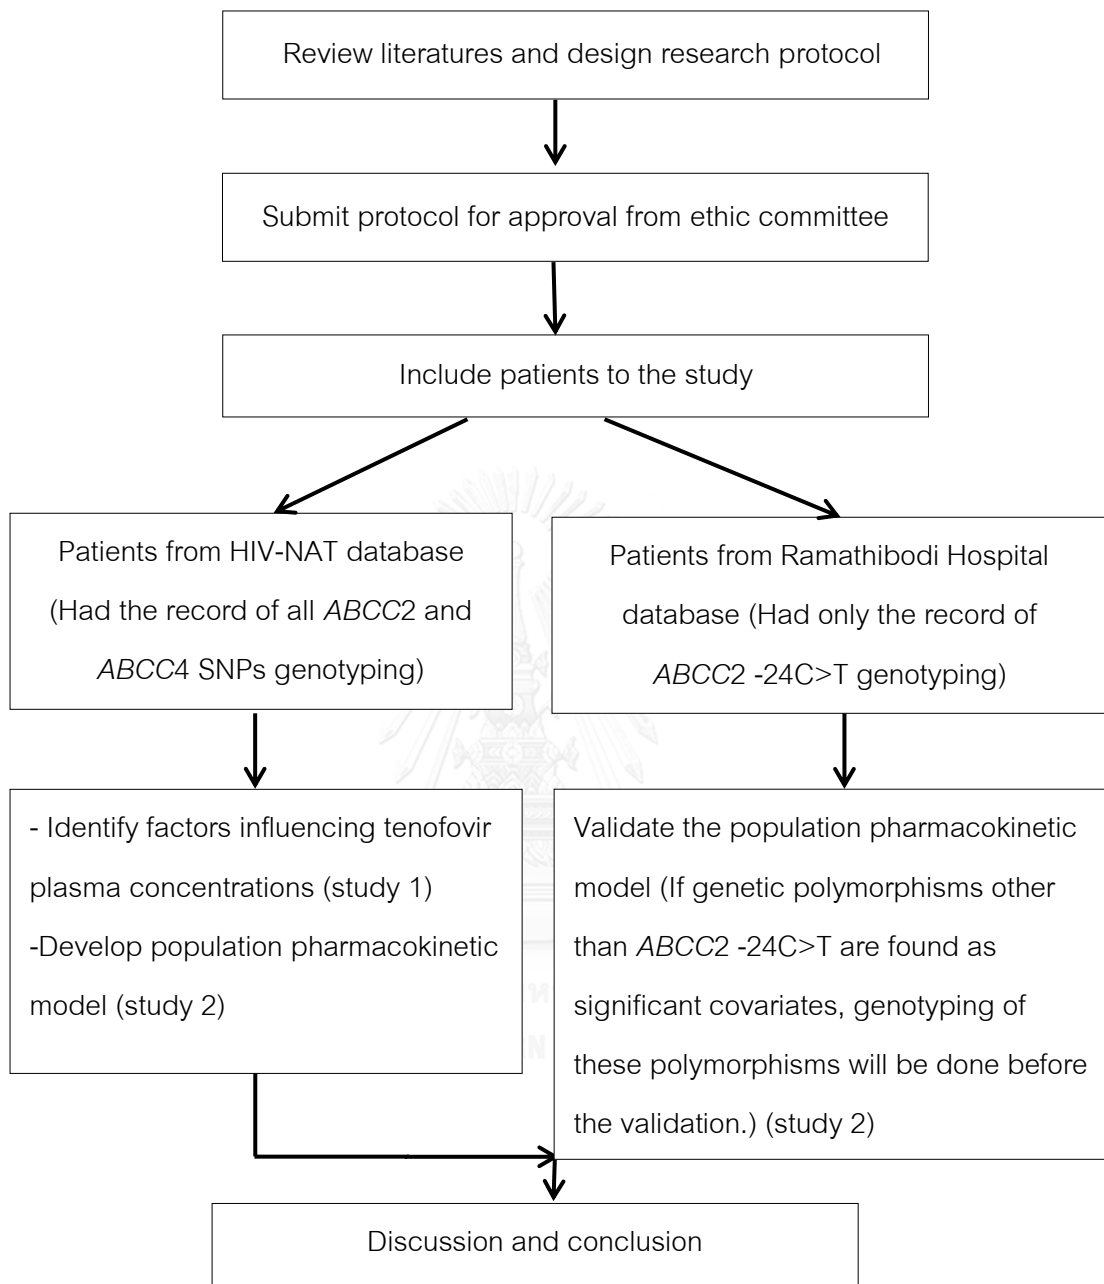 Review literatures and design research protocol
Submit protocol for approval from ethic committee
Include patients to the study
Patients from HIV-NAT database
(Had the record of all ABCC2 and
ABCC4 SNPs genotyping)
Patients from Ramathibodi Hospital
database (Had only the record of
ABCC2 -24C>T genotyping)
- Identify factors influencing tenofovir
plasma concentrations (study 1)
-Develop population pharmacokinetic
model (study 2)
Validate the population pharmacokinetic
model (If genetic polymorphisms other
than ABCC2 -24C>T are found as
significant covariates, genotyping of
these polymorphisms will be done before
the validation.) (study 2)
Discussion and conclusion